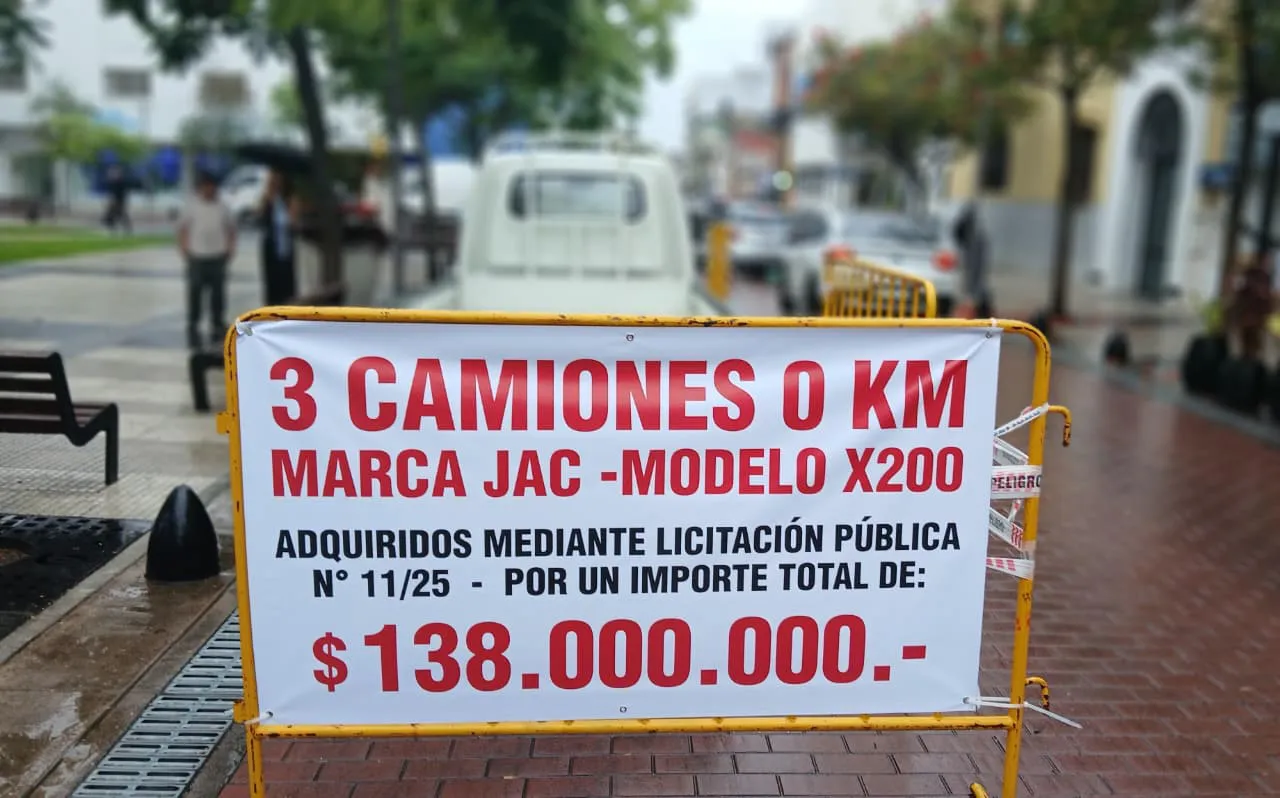 3 CAMIONES 0 KM
MARCA JAC -MODELO X200
ADQUIRIDOS MEDIANTE LICITACIÓN PÚBLICA
N° 11/25 - POR UN IMPORTE TOTAL DE:
$138.000.000.-
PELIGRO